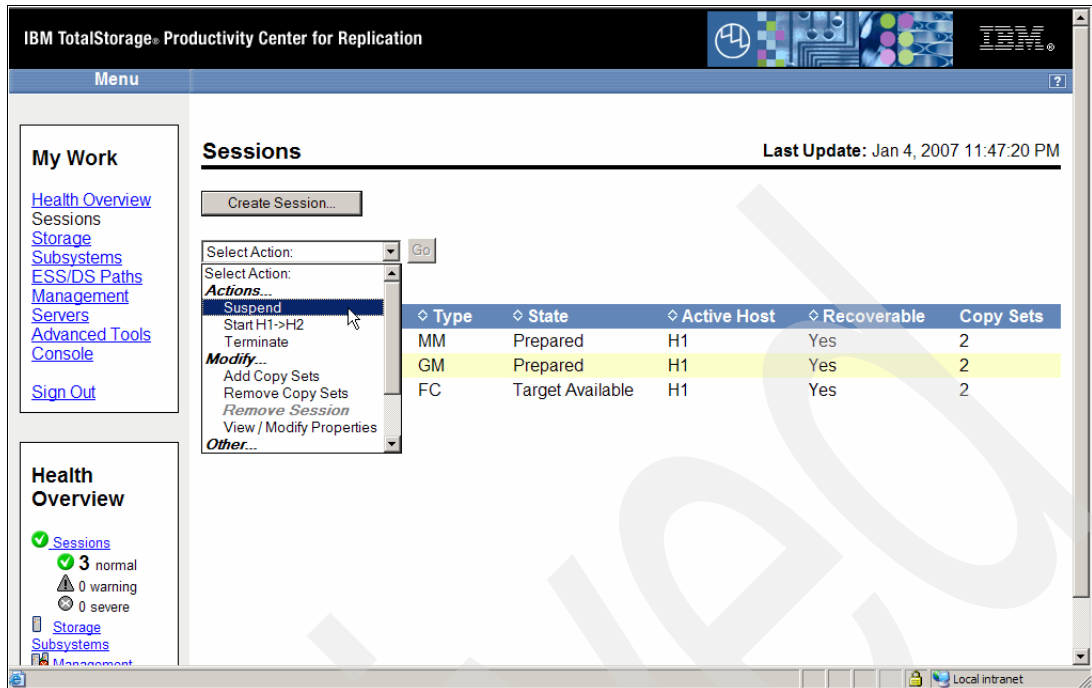 IBM TotalStorage® Productivity Center for Replication
IBM®
Menu
?
My Work
Health Overview
Sessions
Storage
Subsystems
ESS/DS Paths
Management
Servers
Advanced Tools
Console
Sign Out
Health
Overview
Sessions
3 normal
0 warning
0 severe
Storage
Subsystems
Management
Sessions
Last Update: Jan 4, 2007 11:47:20 PM
Create Session...
Select Action:
Go
Select Action:
Actions...
Suspend
Start H1->H2
Terminate
Modify...
Add Copy Sets
Remove Copy Sets
Remove Session
View / Modify Properties
Other...
Type State Active Host Recoverable Copy Sets
MM Prepared H1 Yes 2
GM Prepared H1 Yes 2
FC Target Available H1 Yes 2
Local intranet